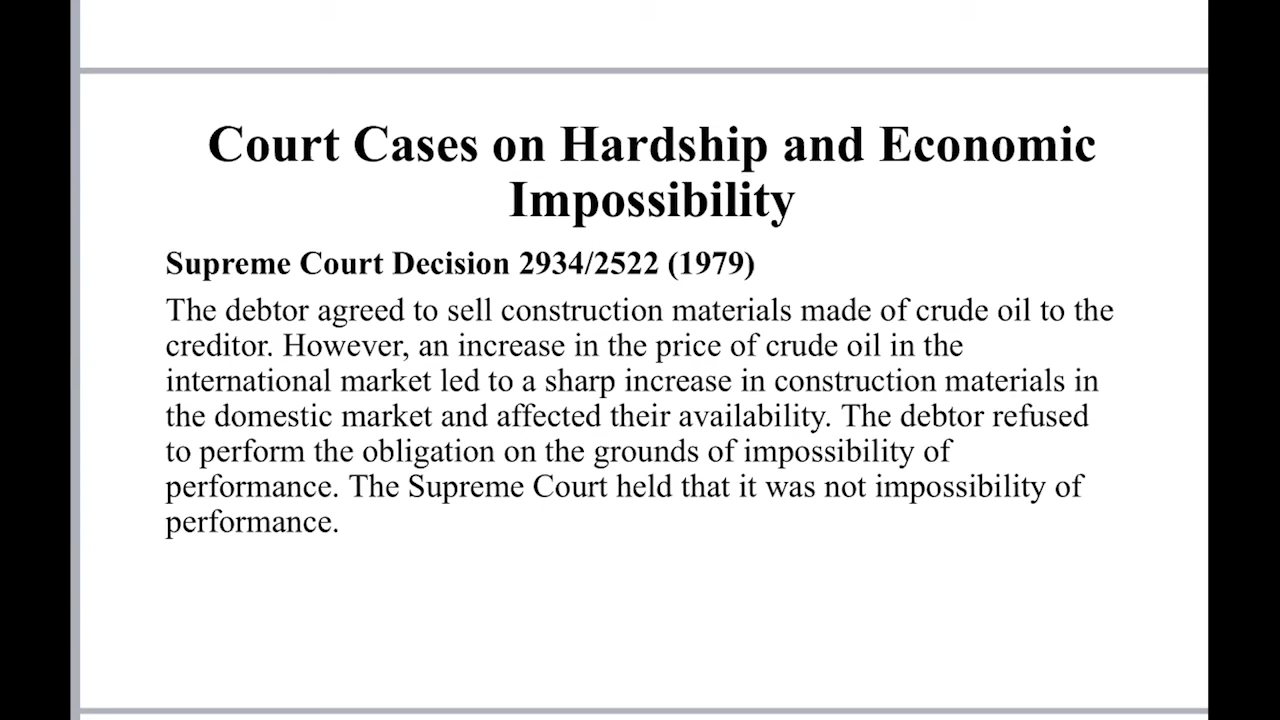 Court Cases on Hardship and Economic
Impossibility
Supreme Court Decision 2934/2522 (1979)
The debtor agreed to sell construction materials made of crude oil to the
creditor. However, an increase in the price of crude oil in the
international market led to a sharp increase in construction materials in
the domestic market and affected their availability. The debtor refused
to perform the obligation on the grounds of impossibility of
performance. The Supreme Court held that it was not impossibility of
performance.